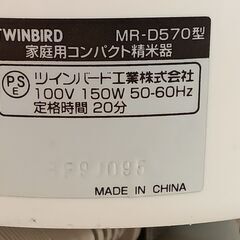 TWINBIRD MR-D570型
家庭用コンパクト精米器
PS E ツインバード工業株式会社
100V 150W 50-60Hz
定格時間 20分
MADE IN CHINA